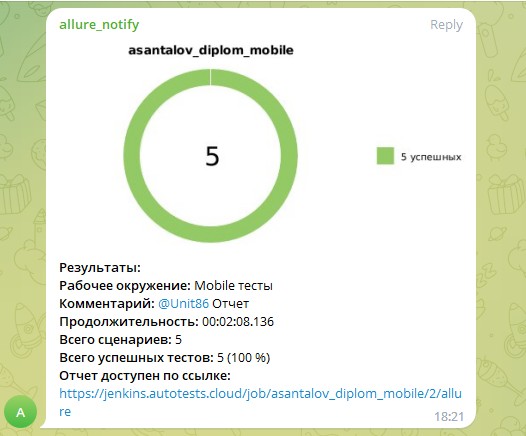 allure_notify Reply
asantalov_diplom_mobile
5
5 успешных
Результаты:
Рабочее окружение: Mobile тесты
Комментарий: @Unit86 Отчет
Продолжительность: 00:02:08.136
Всего сценариев: 5
Всего успешных тестов: 5 (100 %)
Отчет доступен по ссылке:
https://jenkins.autotests.cloud/job/asantalov_diplom_mobile/2/allu
re
A 18:21